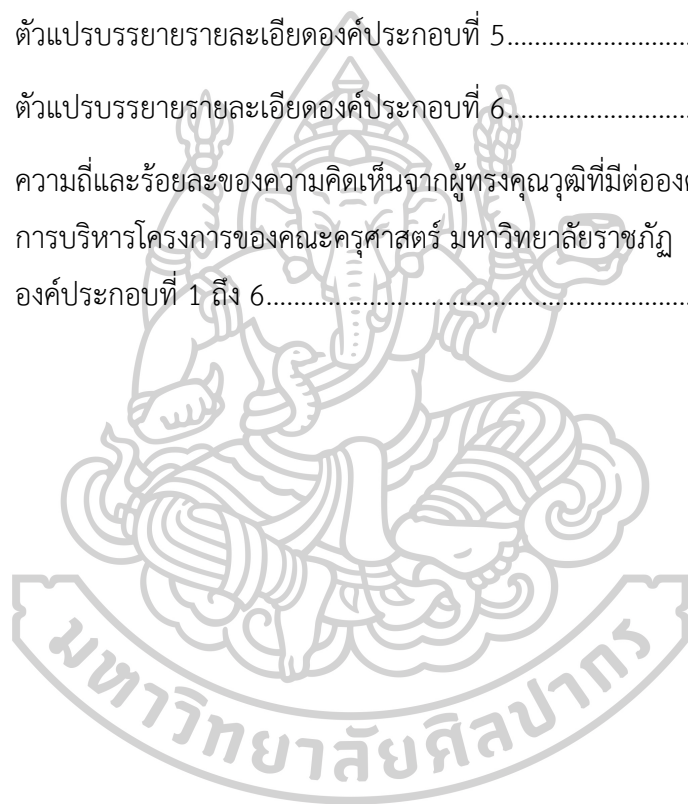 ตัวแปรบรรยายรายละเอียดองค์ประกอบที่ 5...........................
ตัวแปรบรรยายรายละเอียดองค์ประกอบที่ 6...........................
ความถี่และร้อยละของความคิดเห็นจากผู้ทรงคุณวุฒิที่มีต่อองค
การบริหารโครงการของคณะครุศาสตร์ มหาวิทยาลัยราชภัฏ
องค์ประกอบที่ 1 ถึง 6...............................................................
มหาวิทยาลัยศิลปากร